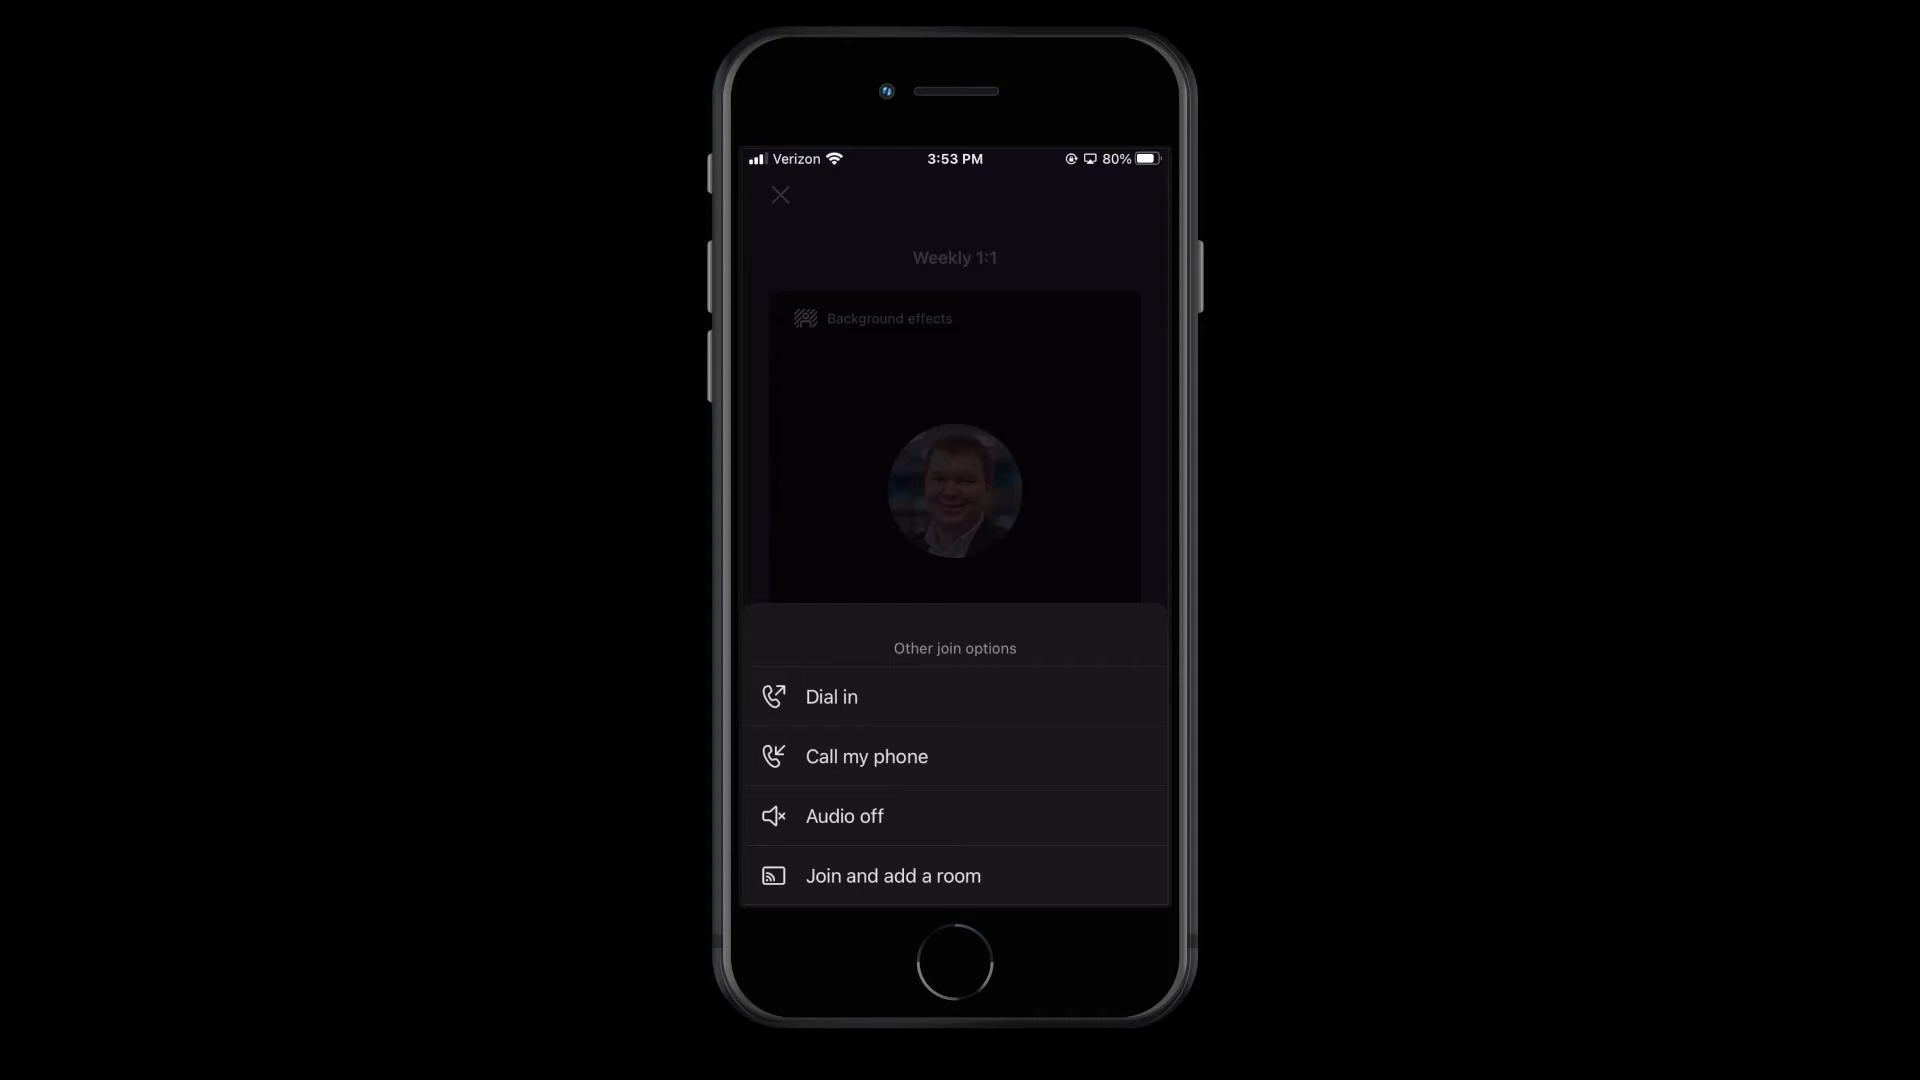 Verizon 3:53 PM 80%
Weekly 1:1
Background effects
Other join options
Dial in
Call my phone
Audio off
Join and add a room